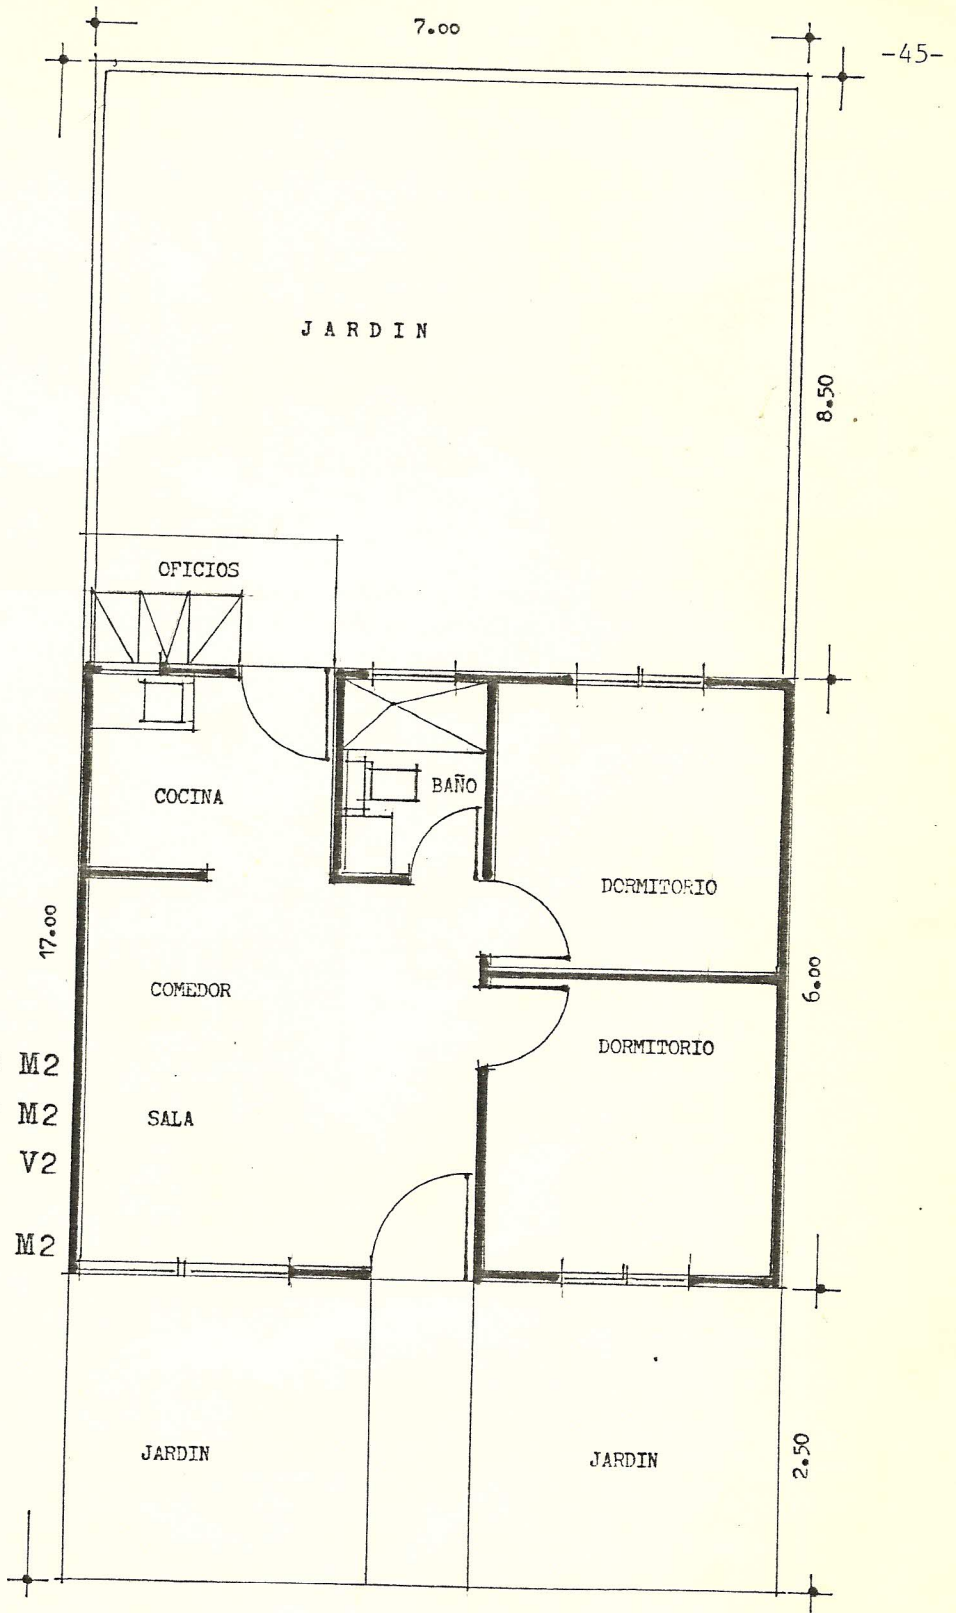 7.00
-45-
J A R D I N
8.50
OFICIOS
BAÑO
COCINA
DORMITORIO
17.00
6.00
COMEDOR
DORMITORIO
M2
M2
SALA
V2
M2
JARDIN
JARDIN
2.50